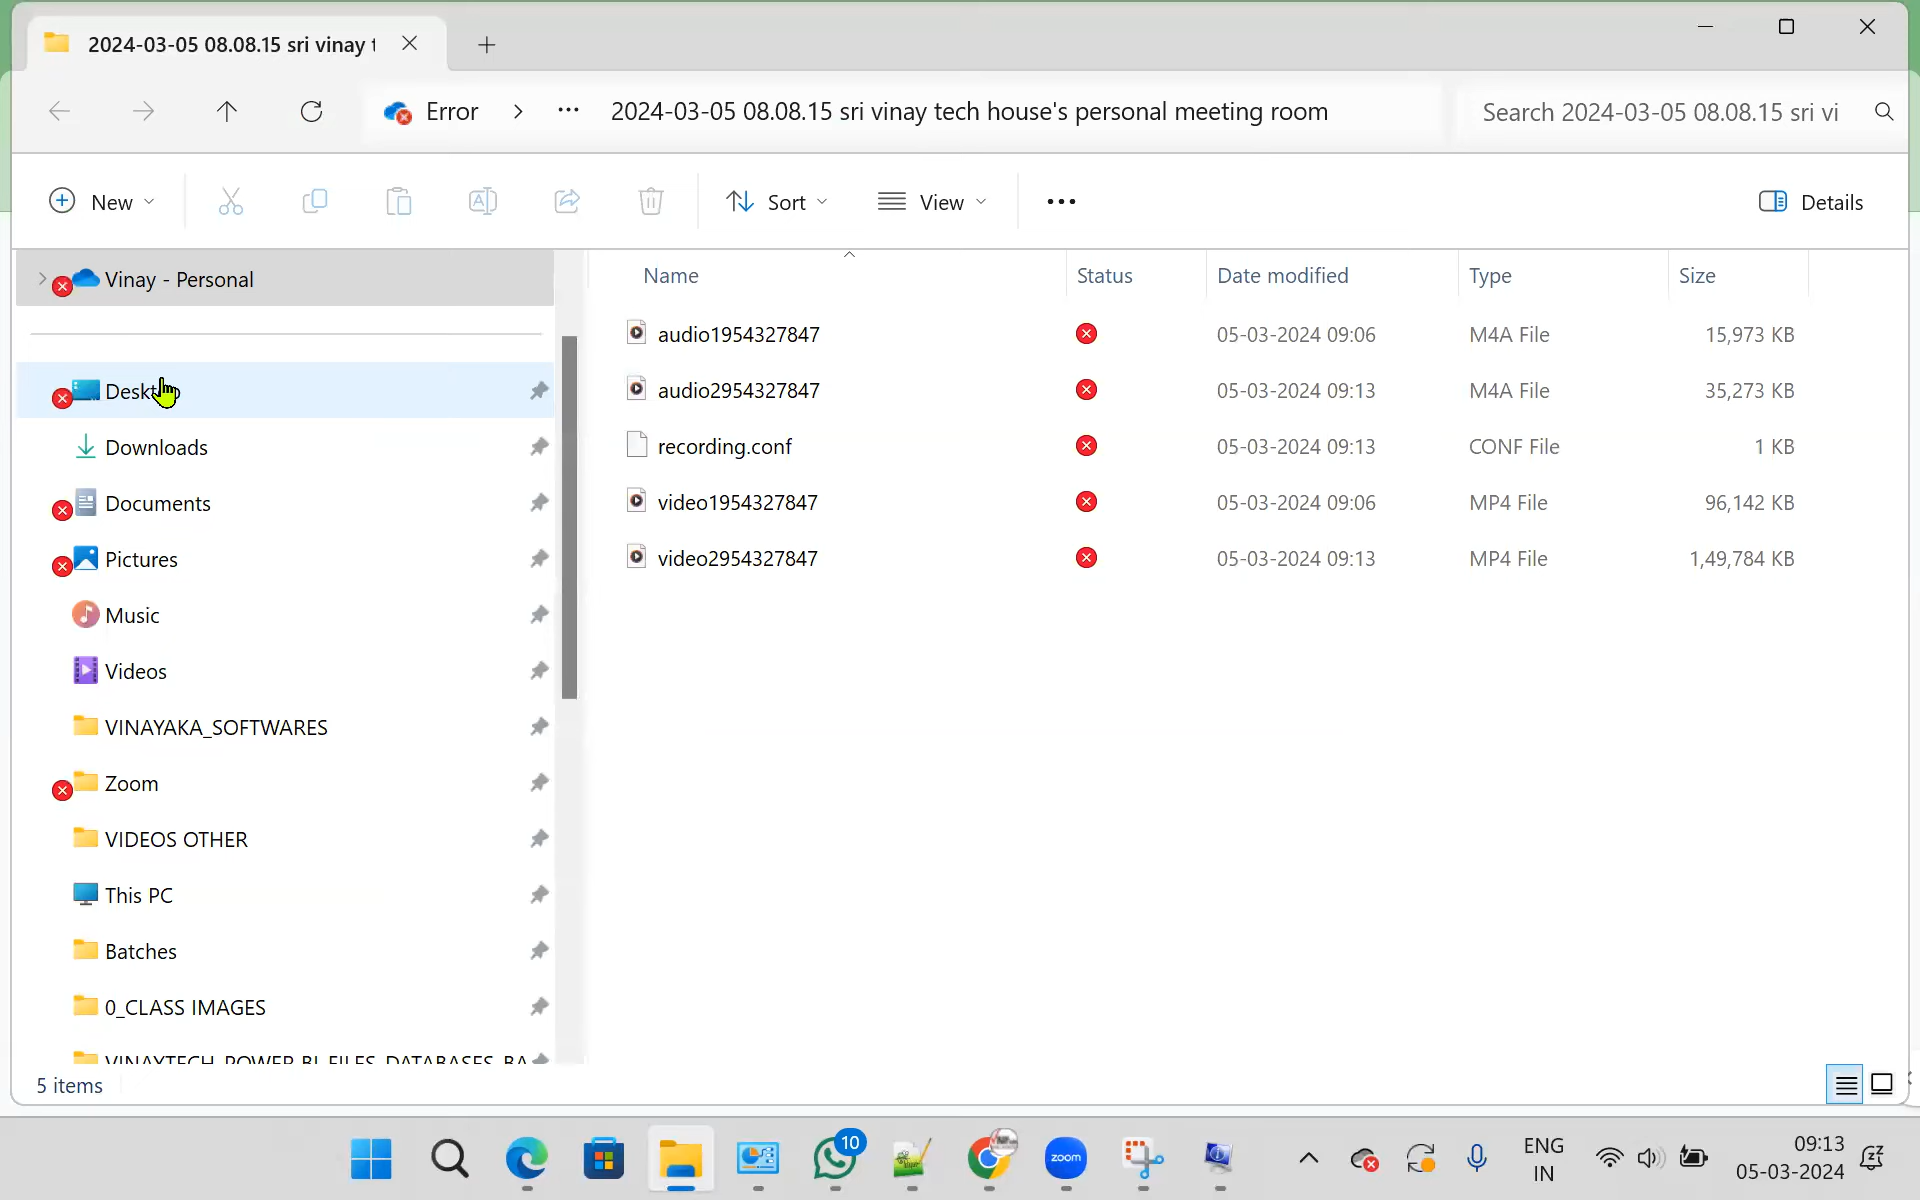 2024-03-05 08.08.15 sri vinay t
Error > ... 2024-03-05 08.08.15 sri vinay tech house's personal meeting room
Search 2024-03-05 08.08.15 sri vi
New
Sort
View
Details
Vinay - Personal
Desktop
Downloads
Documents
Pictures
Music
Videos
VINAYAKA_SOFTWARES
Zoom
VIDEOS OTHER
This PC
Batches
0_CLASS IMAGES
VINAYTECH_POWER BI_FILES_DATABASES_BA
Name Status Date modified Type Size
audio1954327847 05-03-2024 09:06 M4A File 15,973 KB
audio2954327847 05-03-2024 09:13 M4A File 35,273 KB
recording.conf 05-03-2024 09:13 CONF File 1 KB
video1954327847 05-03-2024 09:06 MP4 File 96,142 KB
video2954327847 05-03-2024 09:13 MP4 File 1,49,784 KB
5 items
10
zoom
ENG
IN
09:13
05-03-2024